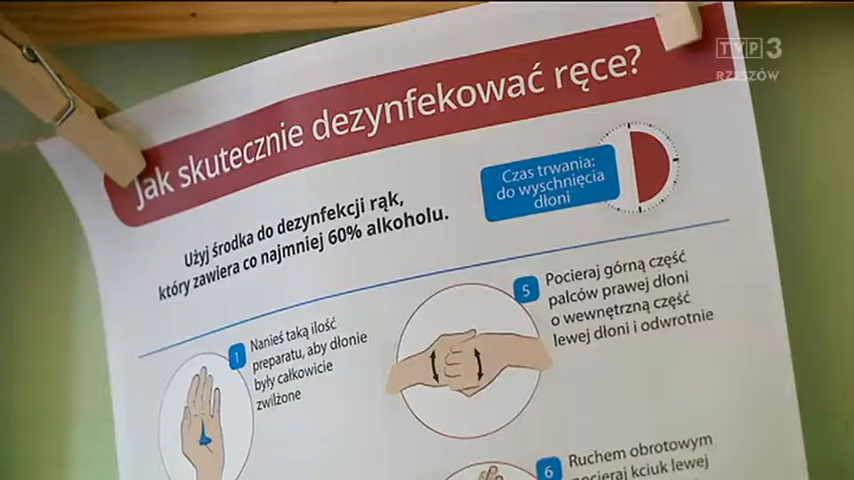 TVP3
RZESZÓW
Jak skutecznie dezynfekować ręce?
Użyj środka do dezynfekcji rąk,
który zawiera co najmniej 60% alkoholu.
Czas trwania:
do wyschnięcia
dłoni
1
Nanieś taką ilość
preparatu, aby dłonie
były całkowicie
zwilżone
5
Pocieraj górną część
palców prawej dłoni
o wewnętrzną część
lewej dłoni i odwrotnie
6
Ruchem obrotowym
pocieraj kciuk lewej